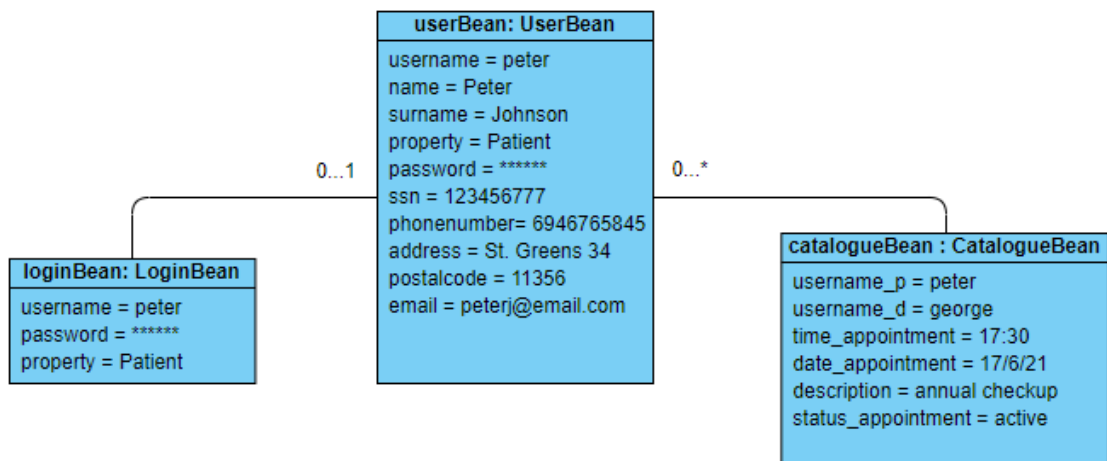 userBean: UserBean
username = peter
name = Peter
surname = Johnson
property = Patient
password = ******
ssn = 123456777
phonenumber= 6946765845
address = St. Greens 34
postalcode = 11356
email = peterj@email.com
0...1
0...*
loginBean: LoginBean
username = peter
password = ******
property = Patient
catalogueBean : CatalogueBean
username_p = peter
username_d = george
time_appointment = 17:30
date_appointment = 17/6/21
description = annual checkup
status_appointment = active